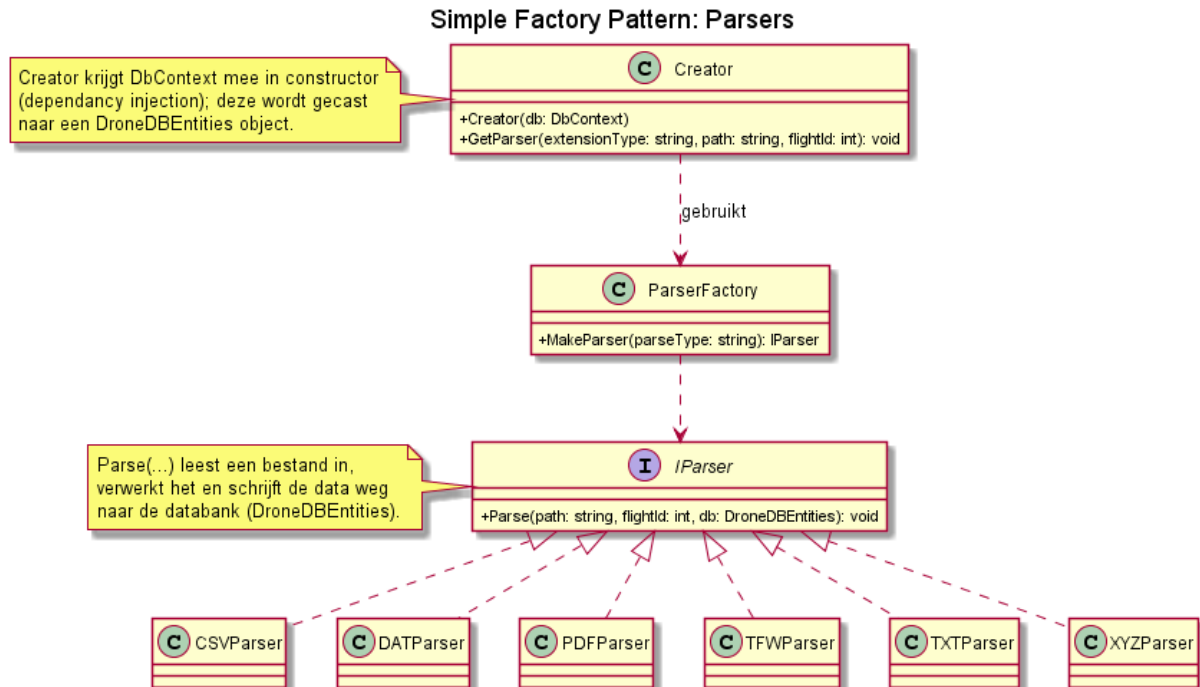 Simple Factory Pattern: Parsers
Creator krijgt DbContext mee in constructor
(dependancy injection); deze wordt gecast
naar een DroneDBEntities object.
C Creator
+Creator(db: DbContext)
+GetParser(extensionType: string, path: string, flightId: int): void
gebruikt
C ParserFactory
+MakeParser(parseType: string): IParser
Parse(...) leest een bestand in,
verwerkt het en schrijft de data weg
naar de databank (DroneDBEntities).
I IParser
+Parse(path: string, flightId: int, db: DroneDBEntities): void
C CSVParser
C DATParser
C PDFParser
C TFWParser
C TXTParser
C XYZParser